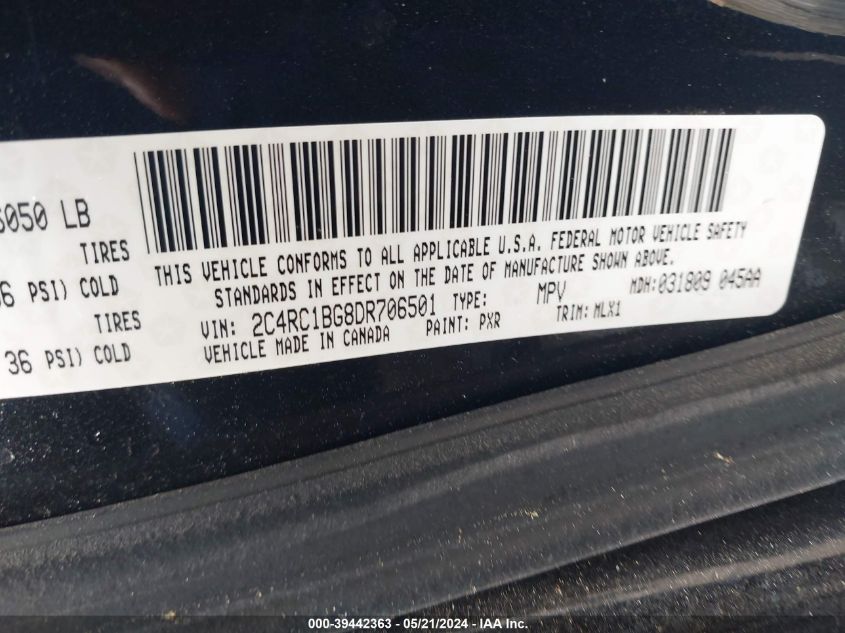 6050 LB
TIRES
36 PSI) COLD
TIRES
36 PSI) COLD
THIS VEHICLE CONFORMS TO ALL APPLICABLE U.S.A. FEDERAL MOTOR VEHICLE SAFETY
STANDARDS IN EFFECT ON THE DATE OF MANUFACTURE SHOWN ABOVE.
VIN: 2C4RC1BG8DR706501 TYPE: MPV MDH:031809 045AA
VEHICLE MADE IN CANADA PAINT: PXR TRIM: MLX1
000-39442363 - 05/21/2024 - IAA, Inc.